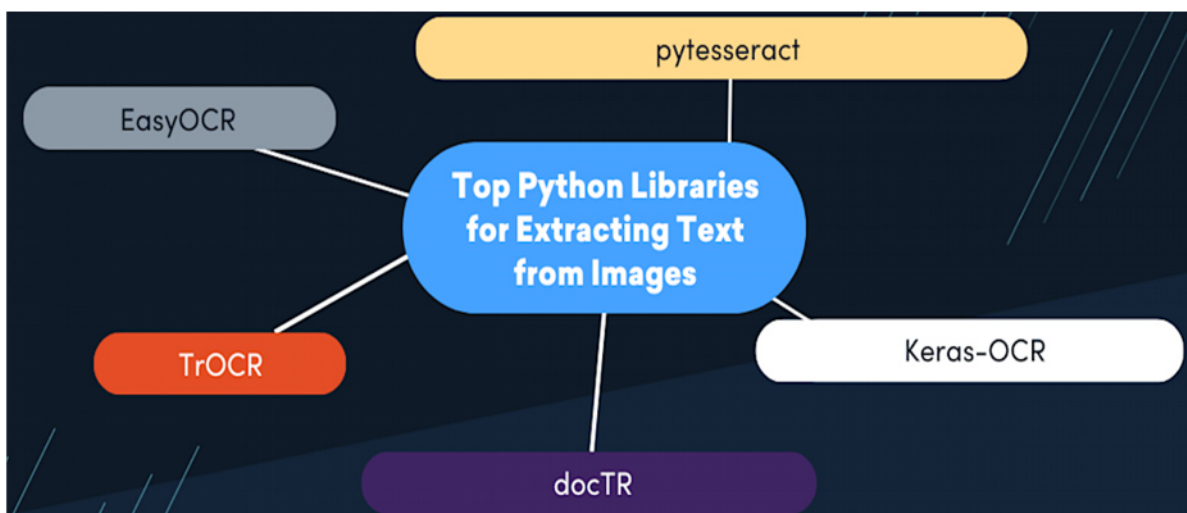 pytesseract
EasyOCR
Top Python Libraries
for Extracting Text
from Images
TrOCR
Keras-OCR
docTR